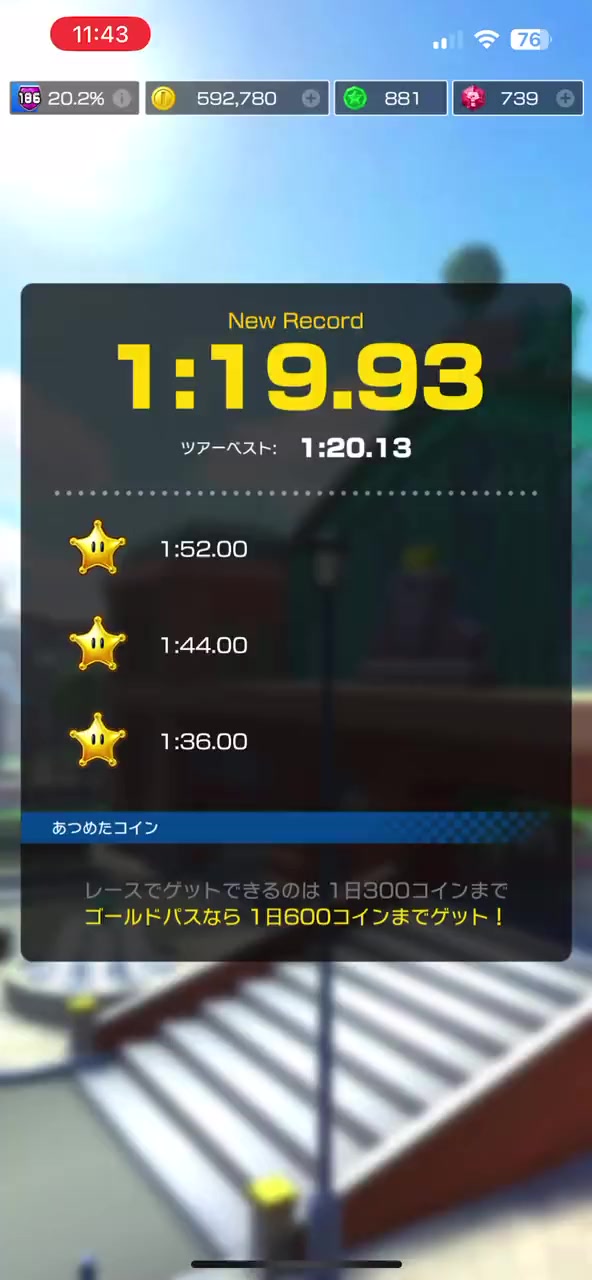 11:43
76
186 20.2%
592,780
881
739
New Record
1:19.93
ツアーベスト: 1:20.13
1:52.00
1:44.00
1:36.00
あつめたコイン
レースでゲットできるのは 1日300コインまで
ゴールドパスなら 1日600コインまでゲット！